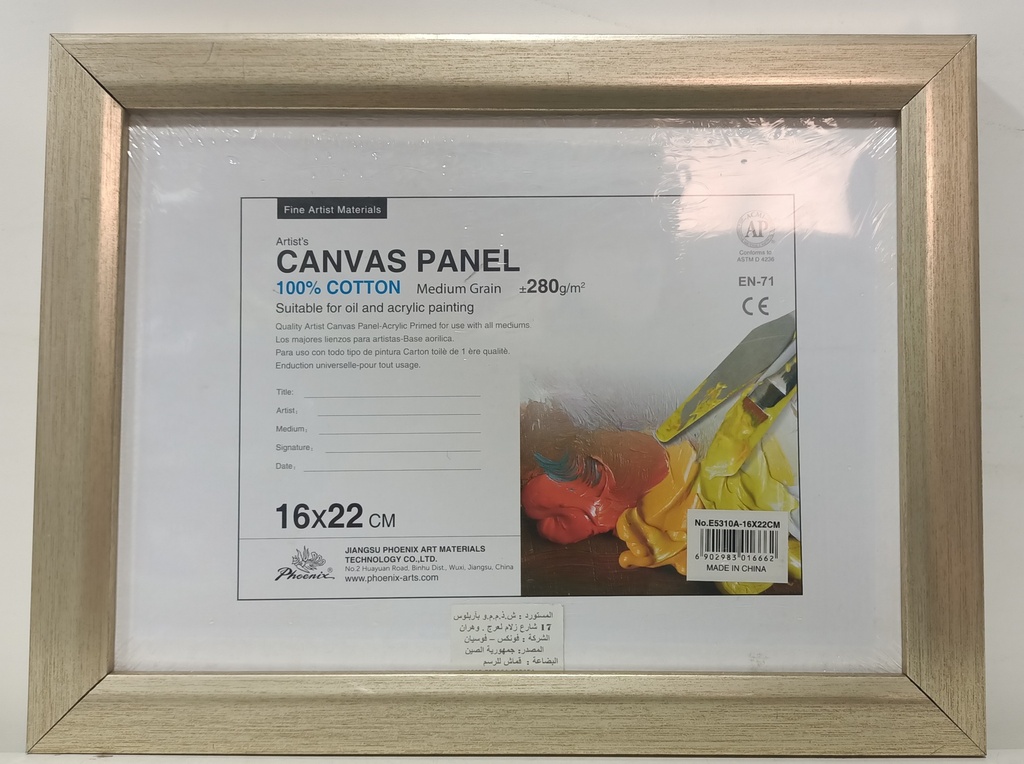 Fine Artist Materials
Artist's
CANVAS PANEL
100% COTTON Medium Grain ±280g/m²
Suitable for oil and acrylic painting
Quality Artist Canvas Panel-Acrylic Primed for use with all mediums.
Los majores lienzos para artistas-Base aorilica.
Para uso con todo tipo de pintura Carton toilé de 1 ère qualité.
Enduction universelle-pour tout usage.
Title:
Artist:
Medium:
Signature:
Date:
16x22 CM
Phoenix ®
JIANGSU PHOENIX ART MATERIALS
TECHNOLOGY CO.,LTD.
No.2 Huayuan Road, Binhu Dist., Wuxi, Jiangsu, China
www.phoenix-arts.com
ACMI
AP
Conforms to
ASTM D 4236
EN-71
CE
No.E5310A-16X22CM
6 902983 016662
MADE IN CHINA
المستورد : ش.ذ.م.م.و باريلوس
17 شارع زلام لعرج . وهران
الشركة : فونكس – فوسيان
المصدر: جمهورية الصين
البضاعة : قماش للرسم